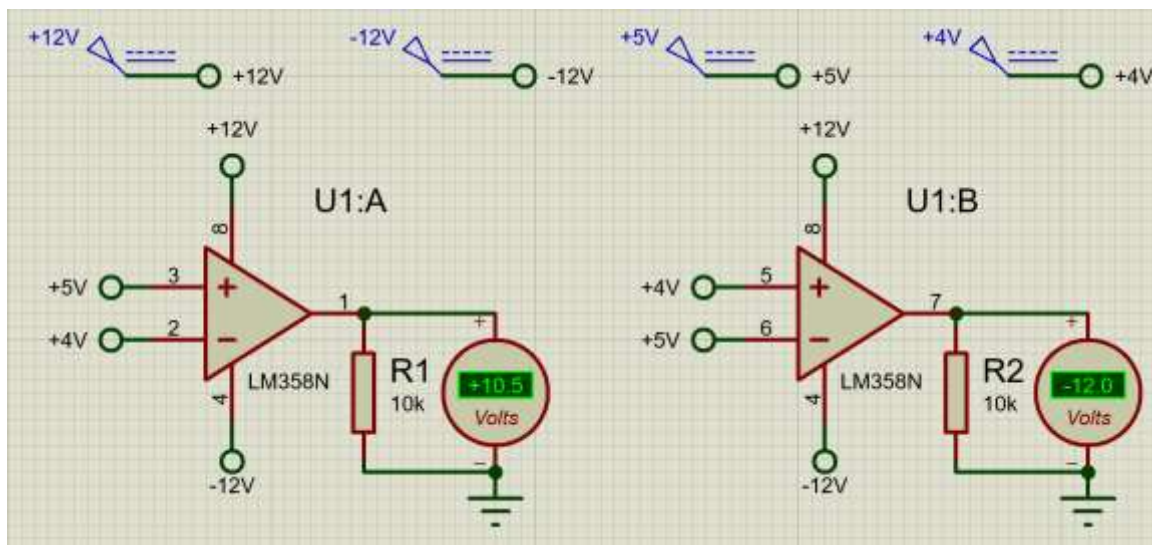 +12V
+12V
-12V
-12V
+5V
+5V
+4V
+4V
+12V
U1:A
8
+5V
3
+
1
+4V
2
−
+
4
LM358N
R1
10k
+10.5
Volts
−
-12V
+12V
U1:B
8
+4V
5
+
7
+5V
6
−
+
4
LM358N
R2
10k
-12.0
Volts
−
-12V